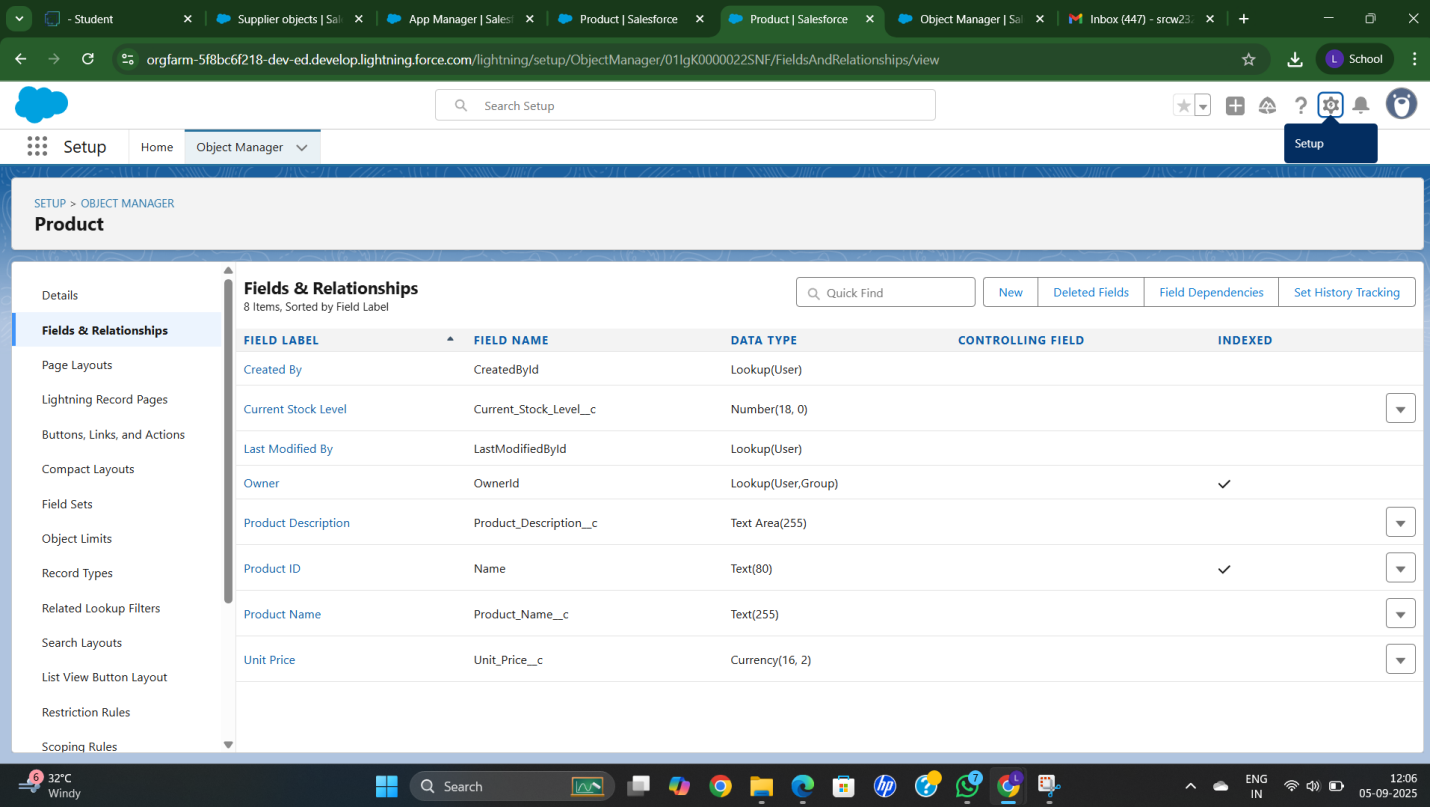 - Student
Supplier objects | Sal
App Manager | Salesf
Product | Salesforce
Product | Salesforce
Object Manager | Sal
Inbox (447) - srcw232
orgfarm-5f8bc6f218-dev-ed.develop.lightning.force.com/lightning/setup/ObjectManager/01IgK0000022SNF/FieldsAndRelationships/view
L School
Search Setup
Setup
Setup Home Object Manager
SETUP > OBJECT MANAGER
Product
Details
Fields & Relationships
Page Layouts
Lightning Record Pages
Buttons, Links, and Actions
Compact Layouts
Field Sets
Object Limits
Record Types
Related Lookup Filters
Search Layouts
List View Button Layout
Restriction Rules
Scoping Rules
Fields & Relationships
8 Items, Sorted by Field Label
Quick Find
New Deleted Fields Field Dependencies Set History Tracking
FIELD LABEL FIELD NAME DATA TYPE CONTROLLING FIELD INDEXED
Created By CreatedById Lookup(User)
Current Stock Level Current_Stock_Level__c Number(18, 0)
Last Modified By LastModifiedById Lookup(User)
Owner OwnerId Lookup(User,Group)
Product Description Product_Description__c Text Area(255)
Product ID Name Text(80)
Product Name Product_Name__c Text(255)
Unit Price Unit_Price__c Currency(16, 2)
6
32°C
Windy
Search
hp
7
L
ENG
IN
12:06
05-09-2025